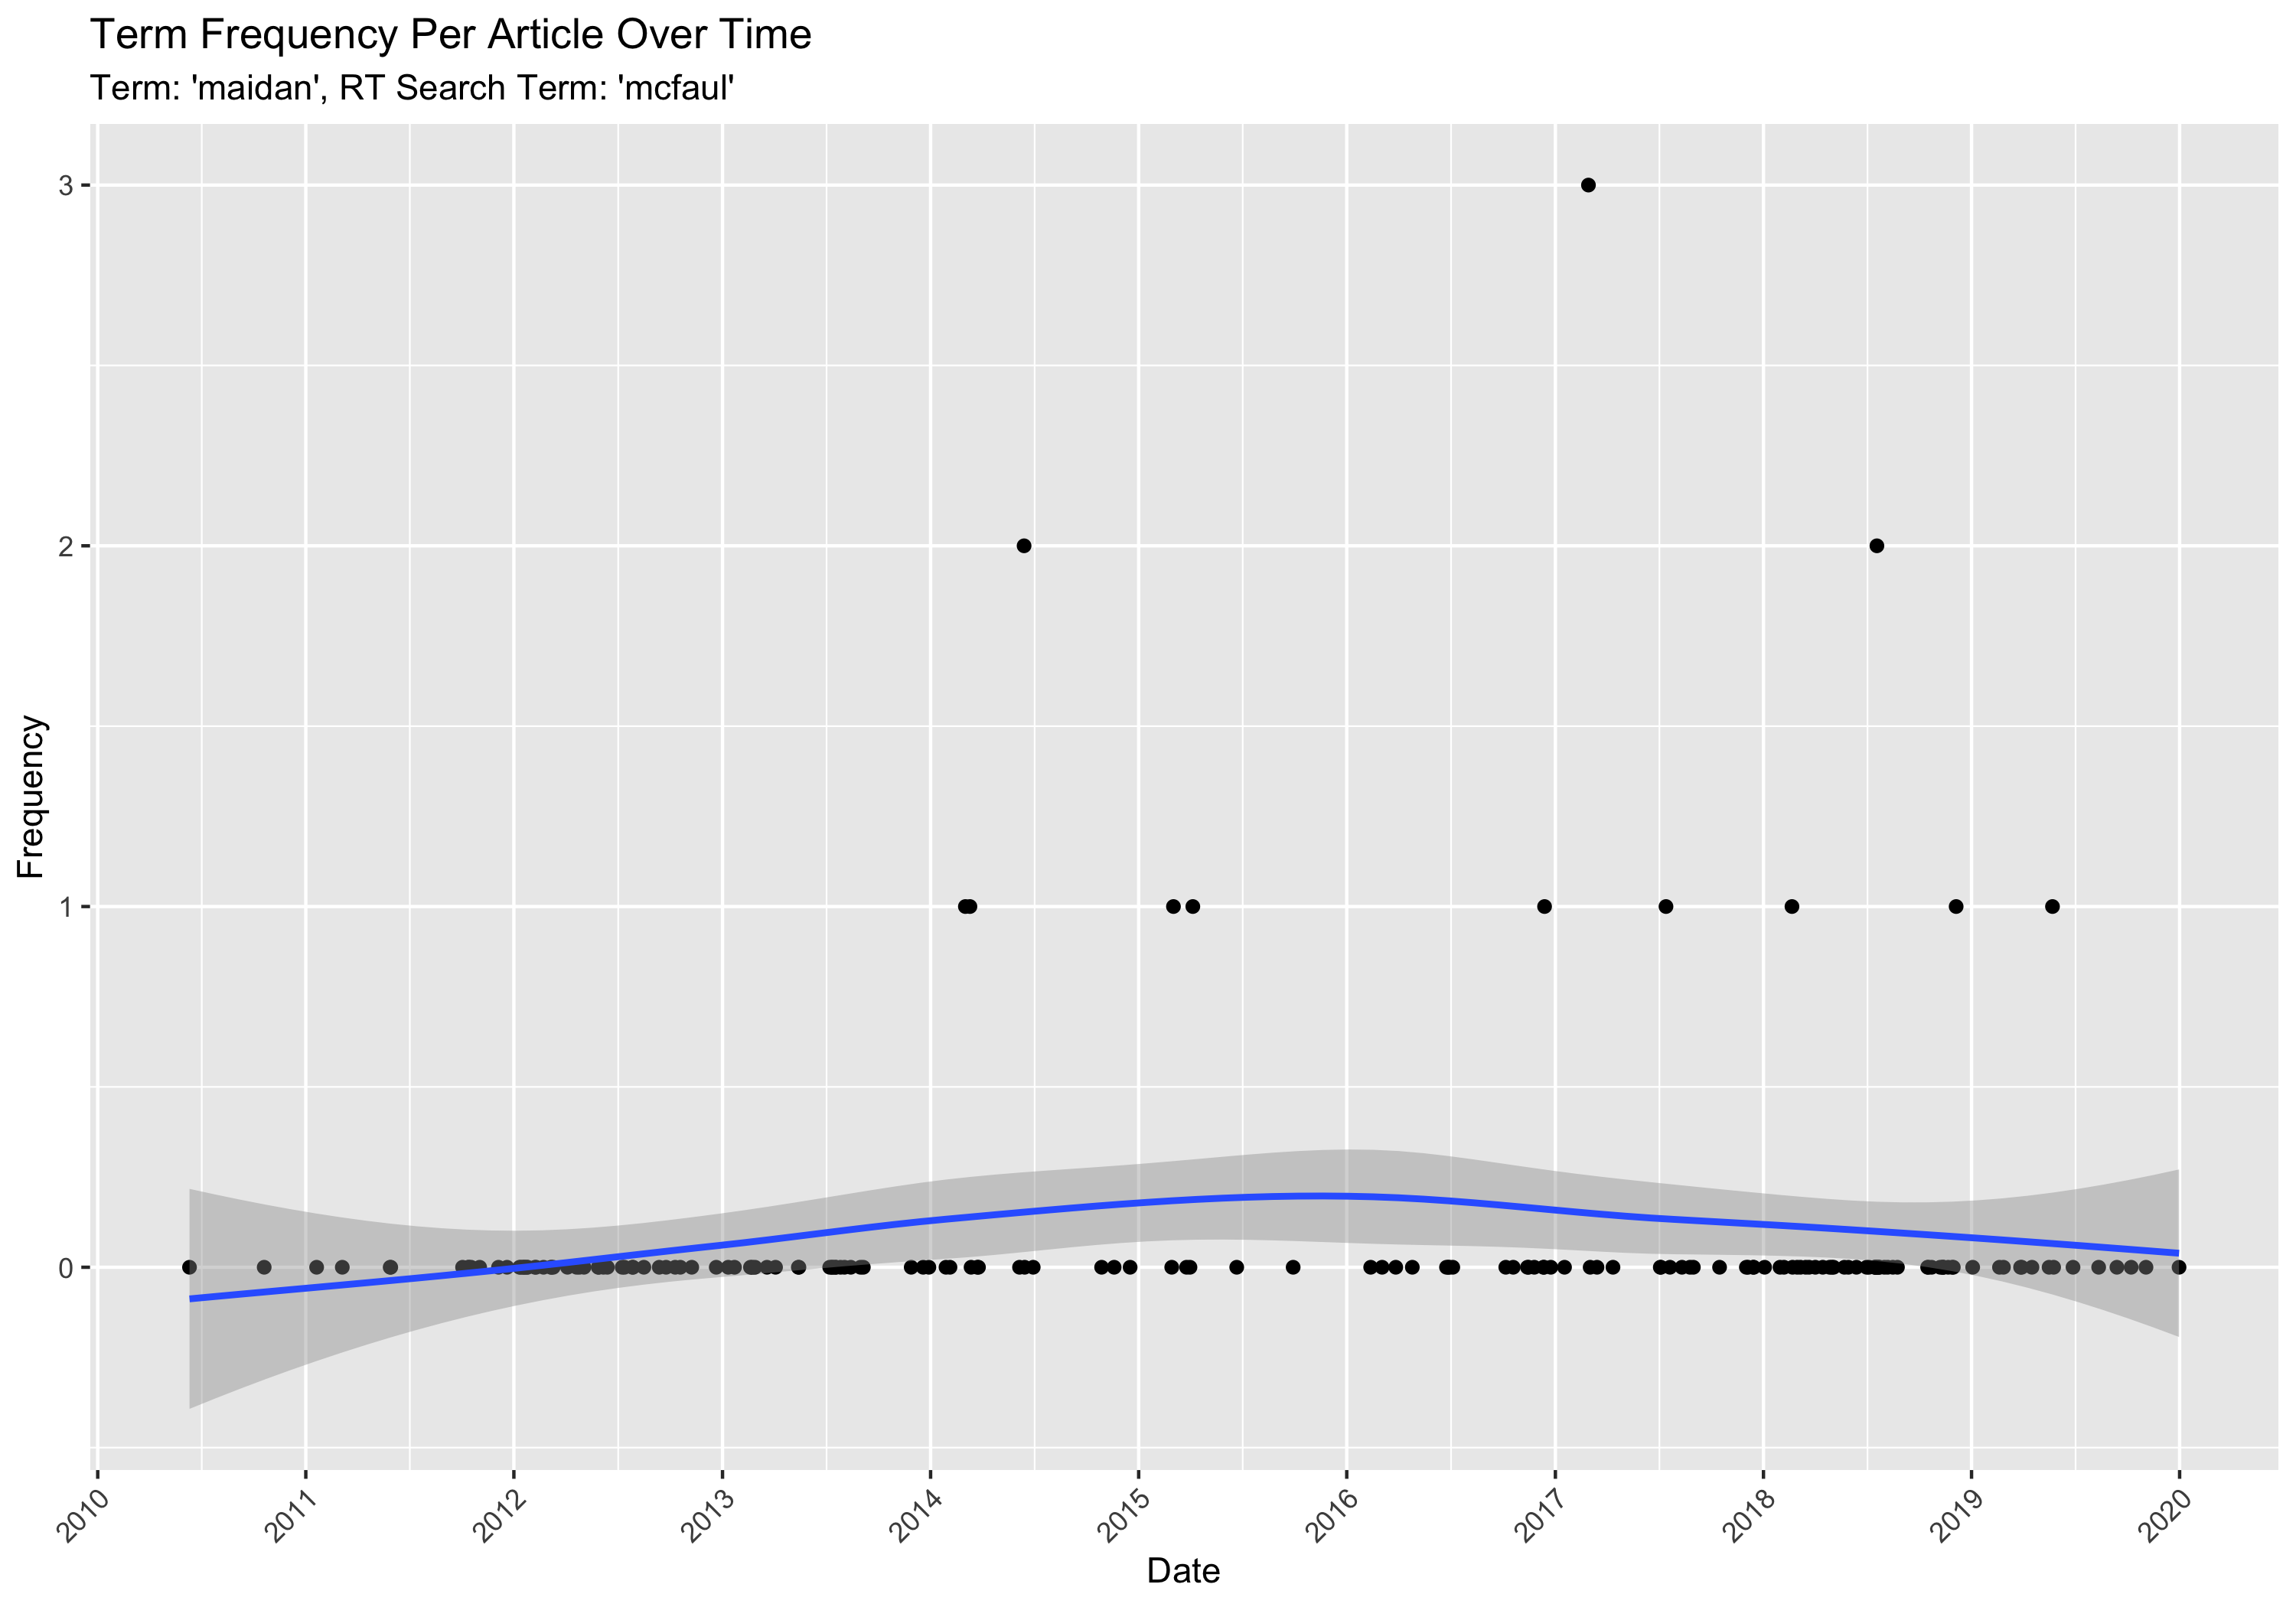 Term Frequency Per Article Over Time
Term: 'maidan', RT Search Term: 'mcfaul'
3
2
1
0
Frequency
2010 2011 2012 2013 2014 2015 2016 2017 2018 2019 2020
Date